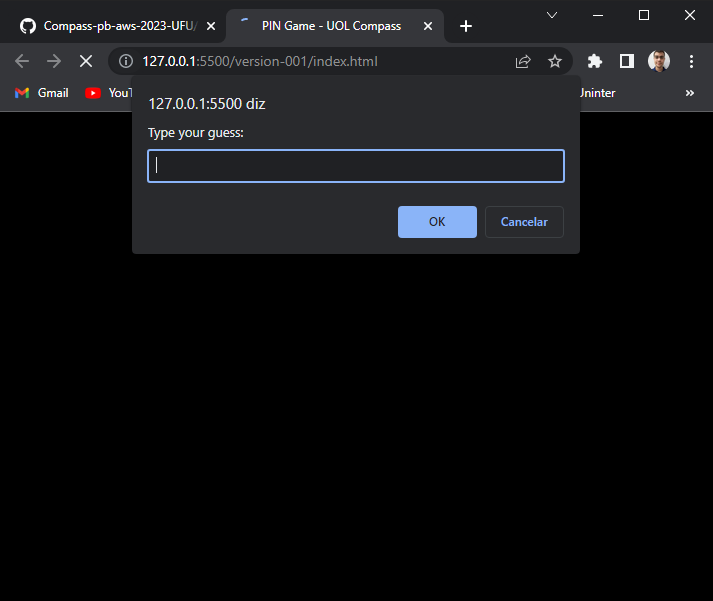 Compass-pb-aws-2023-UFU/
PIN Game - UOL Compass
127.0.0.1:5500/version-001/index.html
Gmail
YouT
Uninter
127.0.0.1:5500 diz
Type your guess:
OK
Cancelar